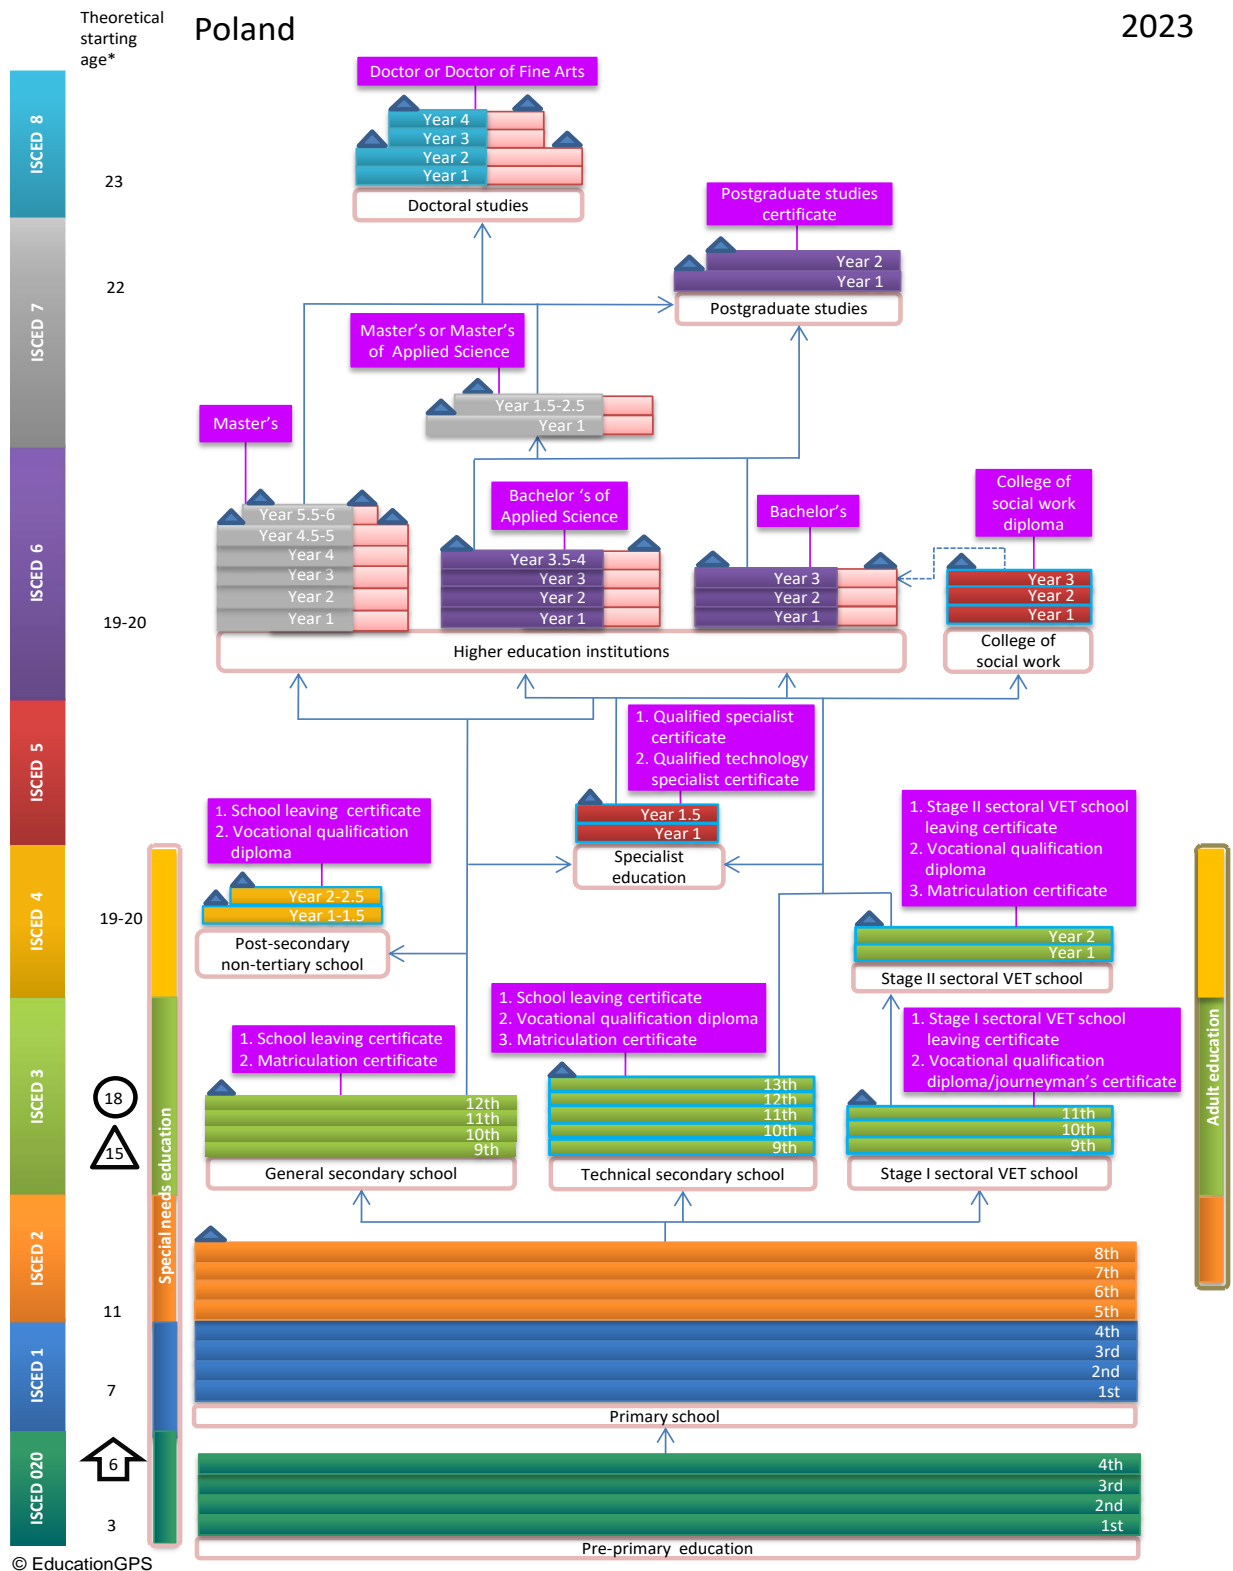 Theoretical
starting
age*
Poland
2023
Doctor or Doctor of Fine Arts
ISCED 8
Year 4
Year 3
Year 2
Year 1
23
Doctoral studies
Postgraduate studies
certificate
Year 2
Year 1
22
Postgraduate studies
ISCED 7
Master's or Master's
of Applied Science
Year 1.5-2.5
Year 1
Master's
ISCED 6
Year 5.5-6
Year 4.5-5
Year 4
Year 3
Year 2
Year 1
Bachelor 's of
Applied Science
Year 3.5-4
Year 3
Year 2
Year 1
Bachelor's
Year 3
Year 2
Year 1
College of
social work
diploma
Year 3
Year 2
Year 1
19-20
Higher education institutions
College of
social work
ISCED 5
1. Qualified specialist
certificate
2. Qualified technology
specialist certificate
Year 1.5
Year 1
Specialist
education
1. School leaving certificate
2. Vocational qualification
diploma
Year 2-2.5
Year 1-1.5
Post-secondary
non-tertiary school
ISCED 4
19-20
1. Stage II sectoral VET school
leaving certificate
2. Vocational qualification
diploma
3. Matriculation certificate
Year 2
Year 1
Stage II sectoral VET school
ISCED 3
18
15
Special needs education
Adult education
1. School leaving certificate
2. Matriculation certificate
12th
11th
10th
9th
General secondary school
1. School leaving certificate
2. Vocational qualification diploma
3. Matriculation certificate
13th
12th
11th
10th
9th
Technical secondary school
1. Stage I sectoral VET school
leaving certificate
2. Vocational qualification
diploma/journeyman's certificate
11th
10th
9th
Stage I sectoral VET school
ISCED 2
11
8th
7th
6th
5th
ISCED 1
7
4th
3rd
2nd
1st
Primary school
ISCED 020
6
3
4th
3rd
2nd
1st
Pre-primary education
© EducationGPS